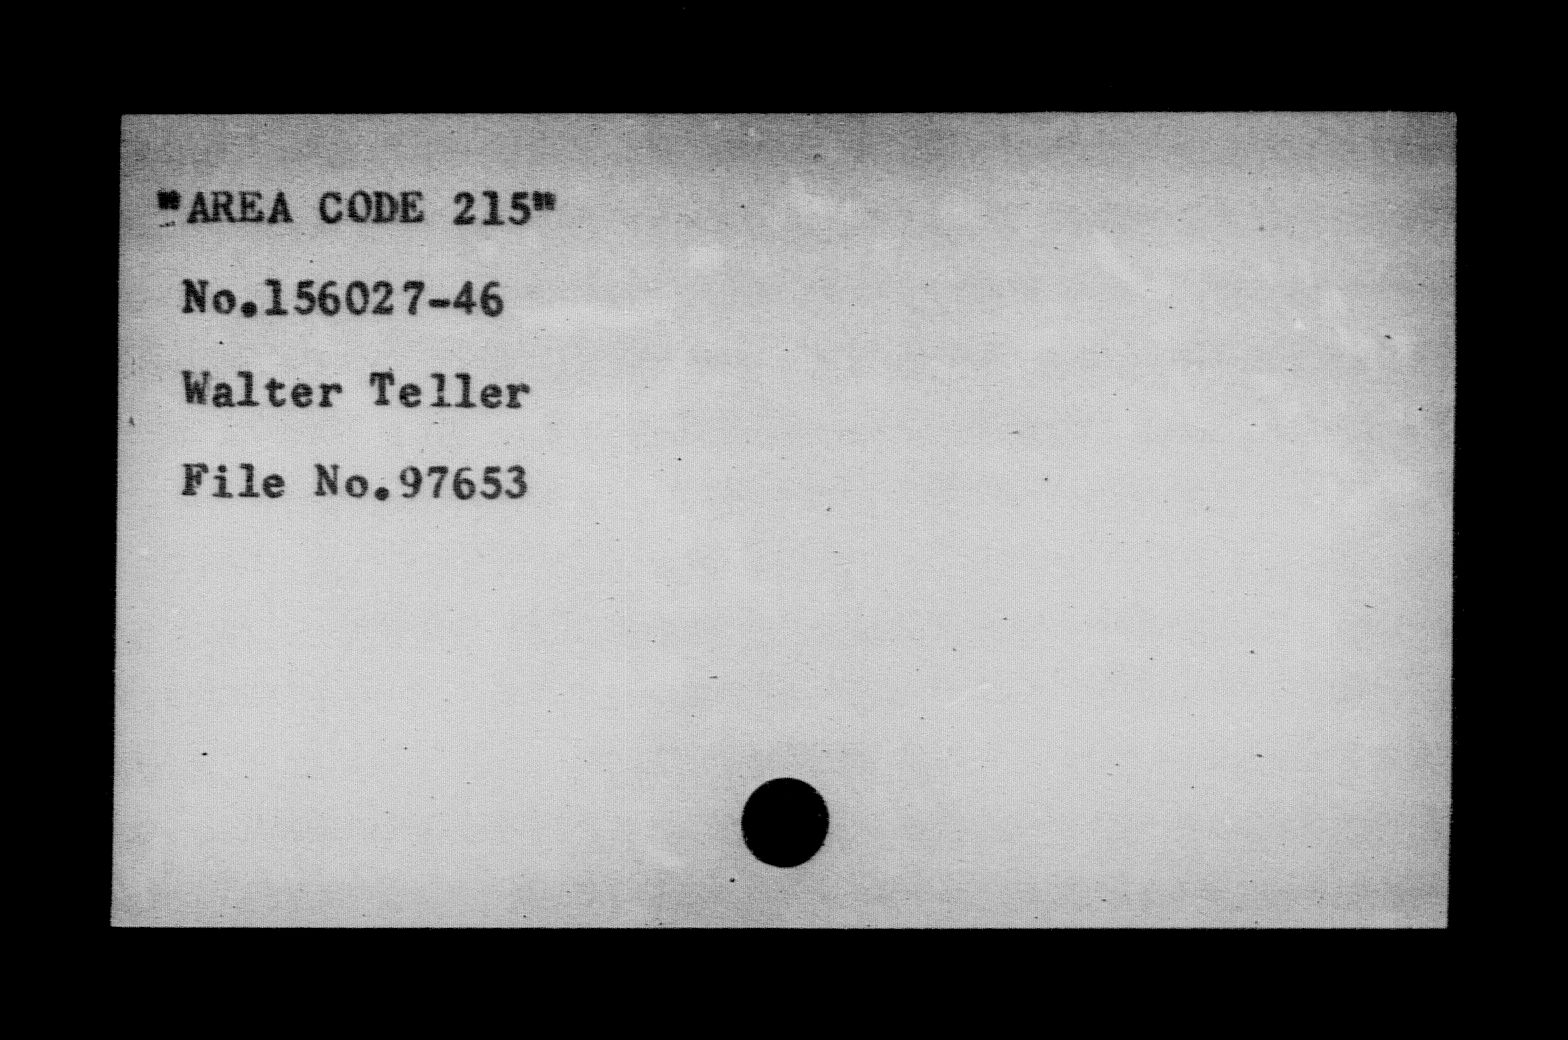 "AREA CODE 215"
No.156027-46
Walter Teller
File No.97653